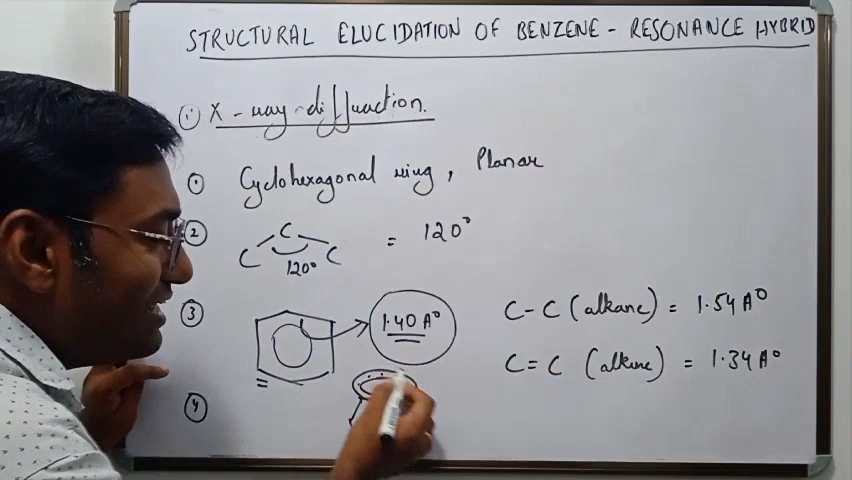 STRUCTURAL ELUCIDATION OF BENZENE - RESONANCE HYBRID
∵ X-ray-diffraction.
① Cyclohexagonal ring, Planar
② C C C 120° = 120°
③ 1.40 A° C-C (alkane) = 1.54 A°
= C=C (alkene) = 1.34 A°
④